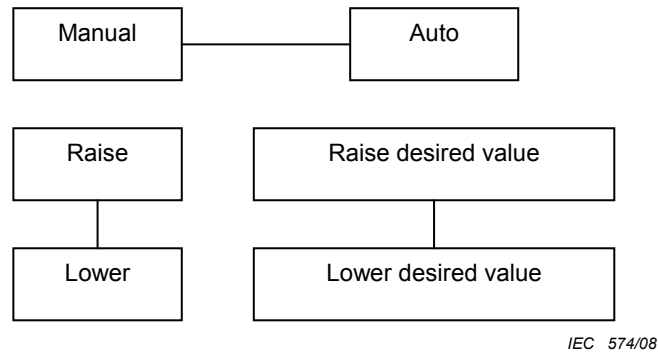 Manual Auto
Raise Raise desired value
Lower Lower desired value
IEC 574/08